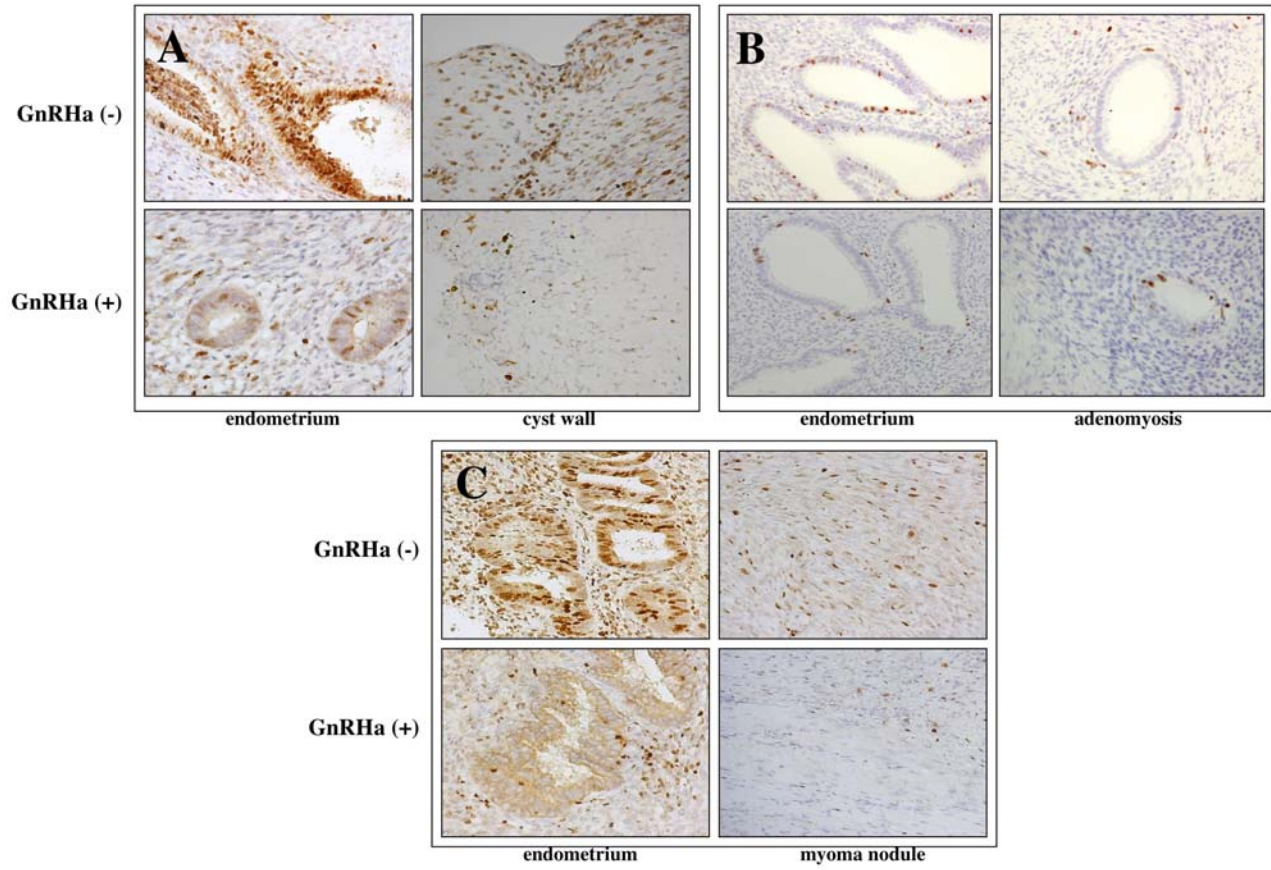 A
B
GnRHa (-)
GnRHa (+)
endometrium
cyst wall
endometrium
adenomyosis
C
GnRHa (-)
GnRHa (+)
endometrium
myoma nodule